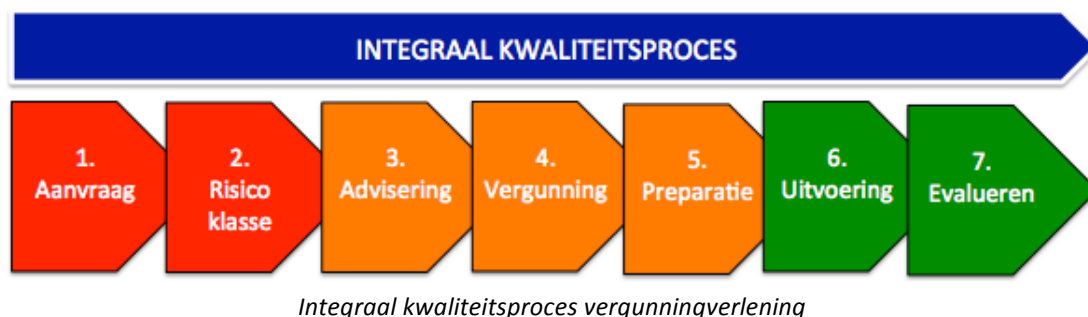 INTEGRAAL KWALITEITSPROCES
1.
Aanvraag
2.
Risico
klasse
3.
Advisering
4.
Vergunning
5.
Preparatie
6.
Uitvoering
7.
Evalueren
Integraal kwaliteitsproces vergunningverlening